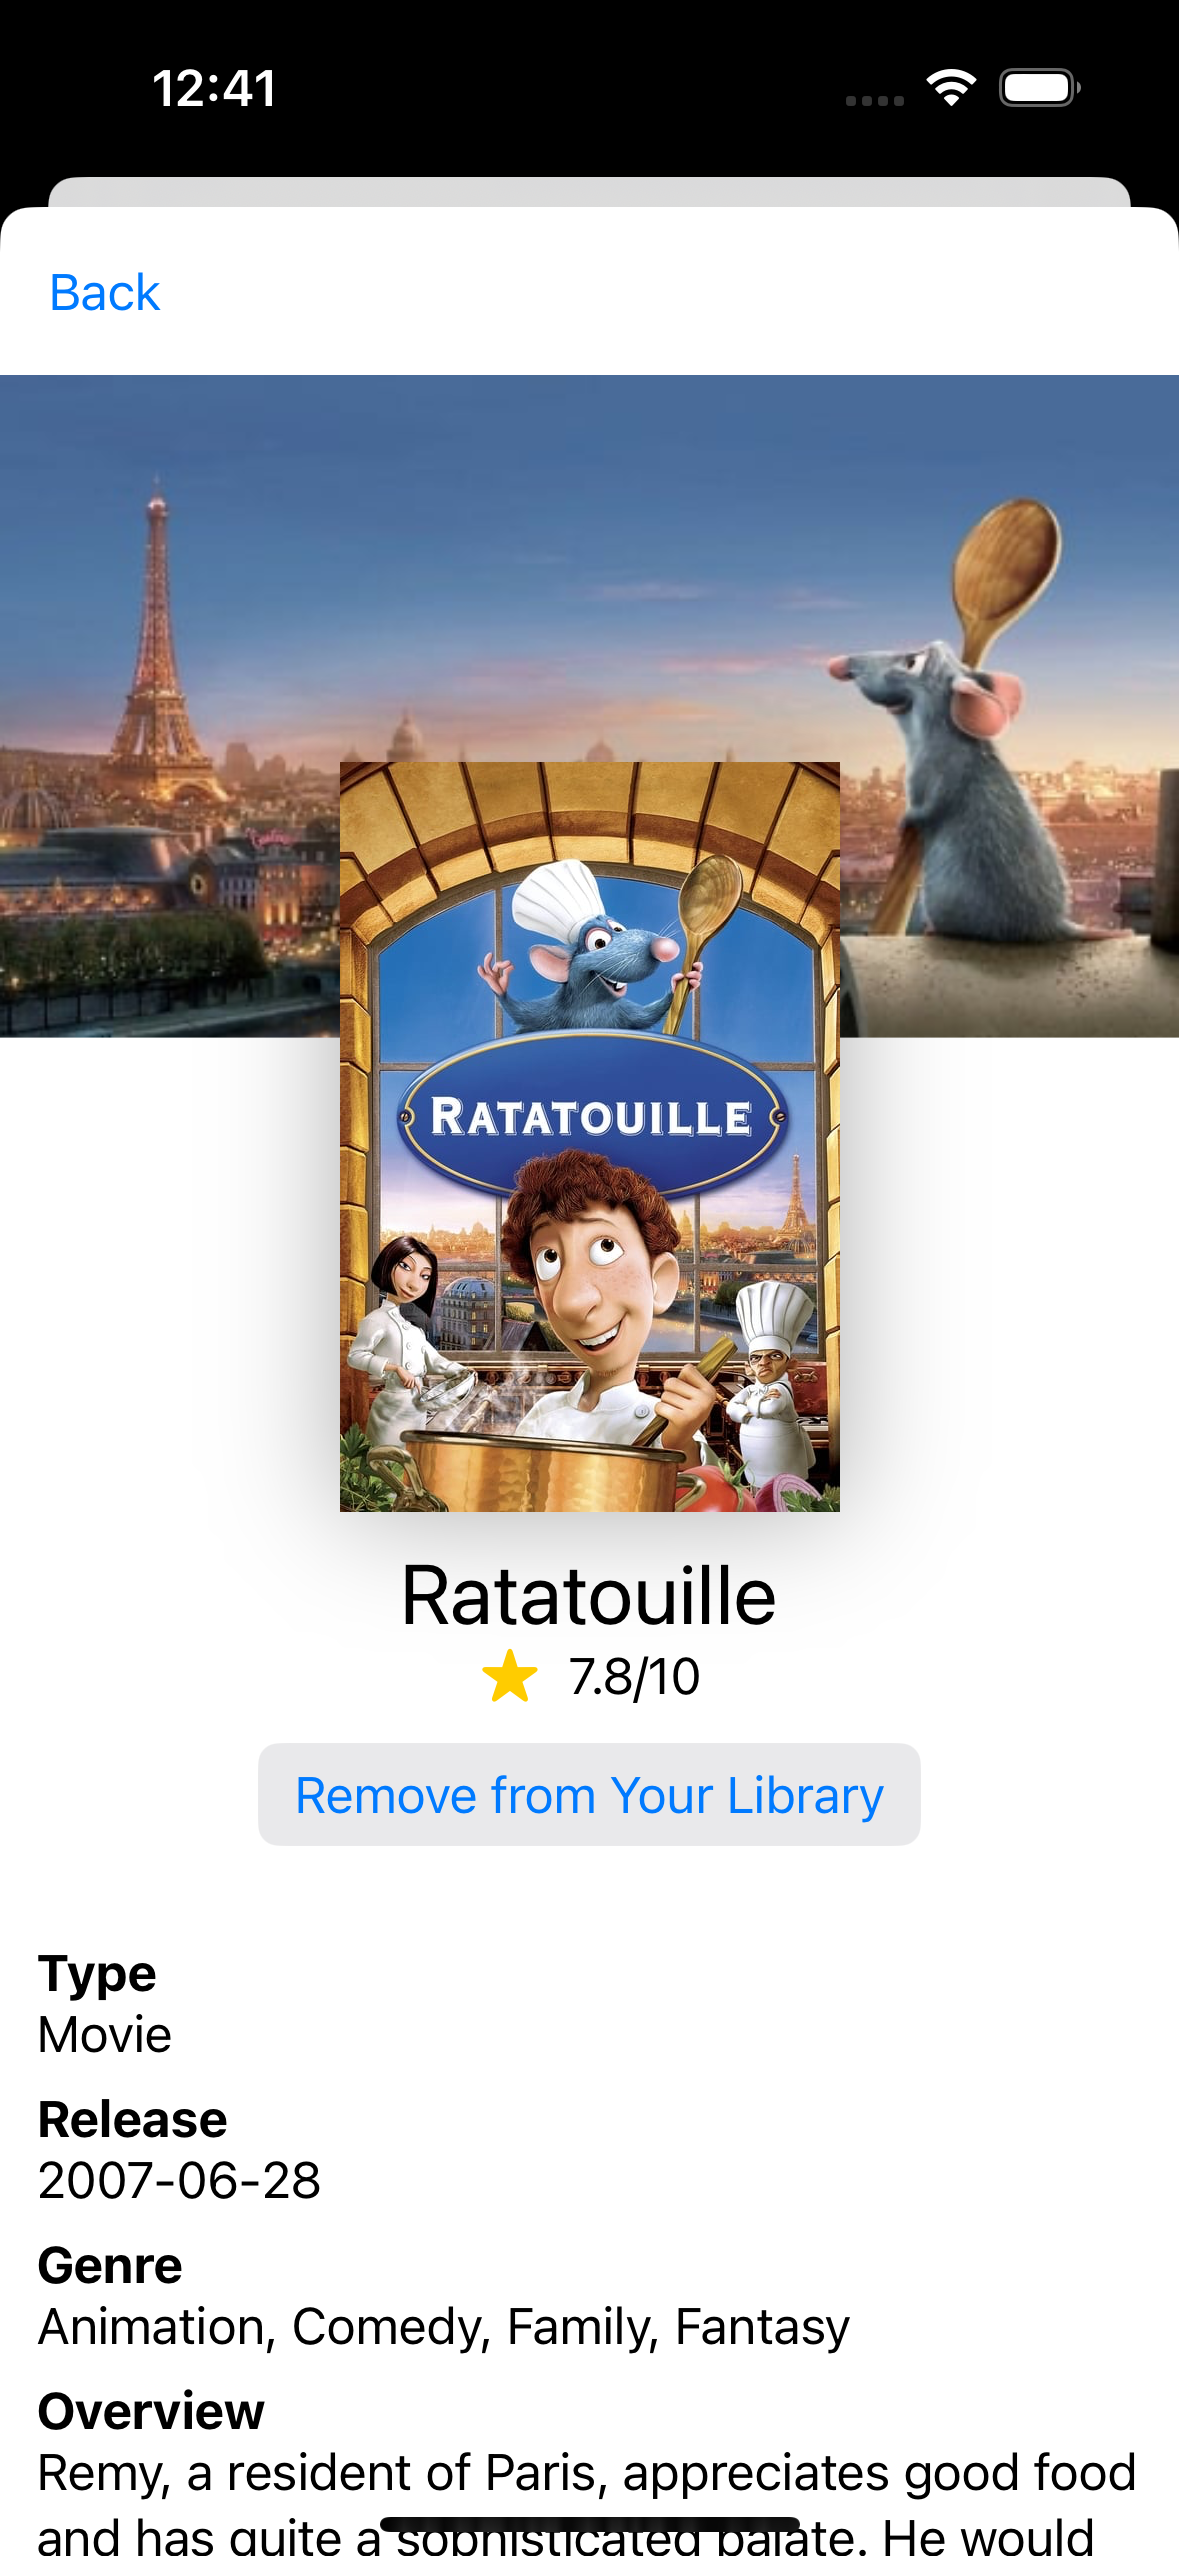 12:41
Back
RATATOUILLE
Ratatouille
7.8/10
Remove from Your Library
Type
Movie
Release
2007-06-28
Genre
Animation, Comedy, Family, Fantasy
Overview
Remy, a resident of Paris, appreciates good food
and has quite a sophisticated palate. He would